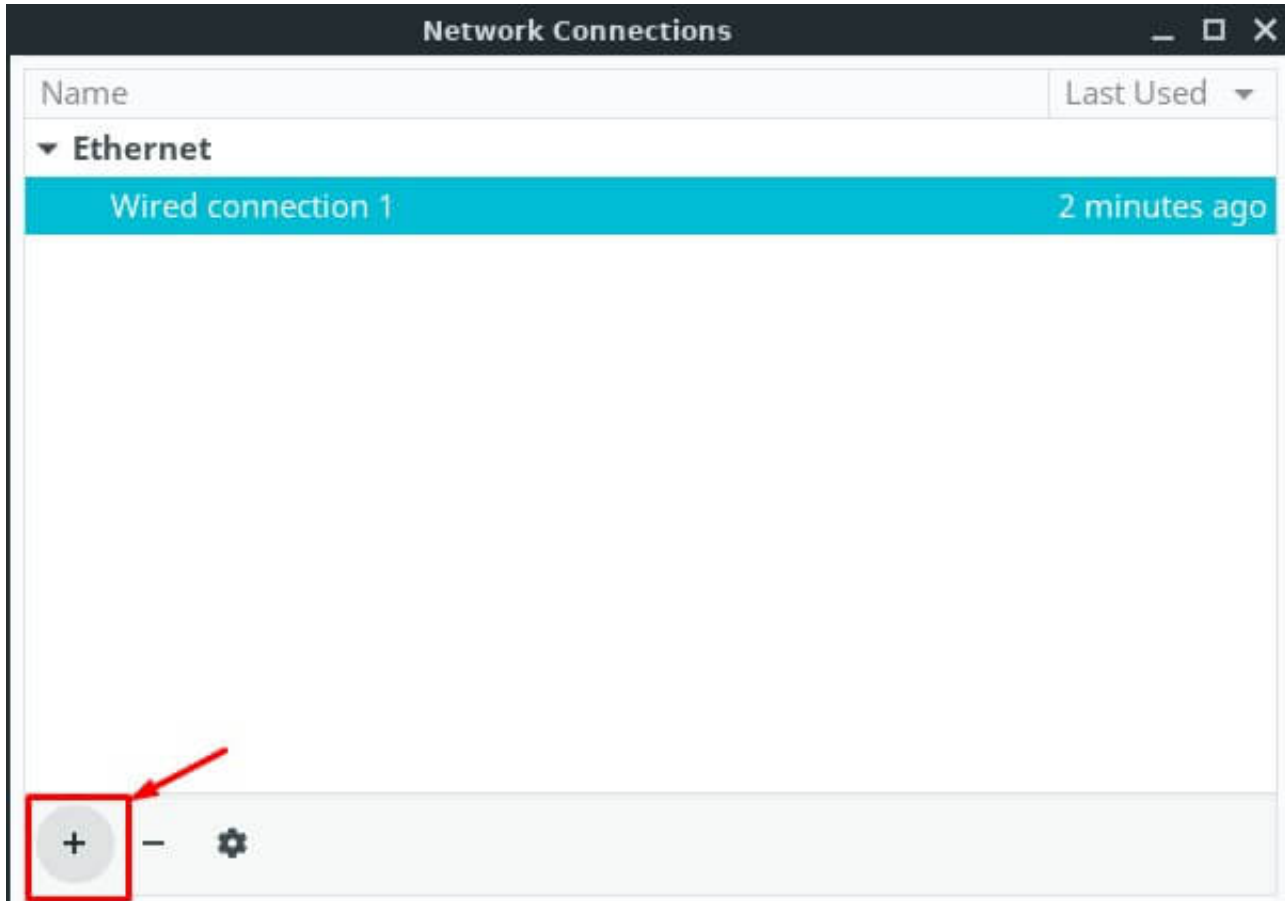 Network Connections
Name Last Used
Ethernet
Wired connection 1 2 minutes ago